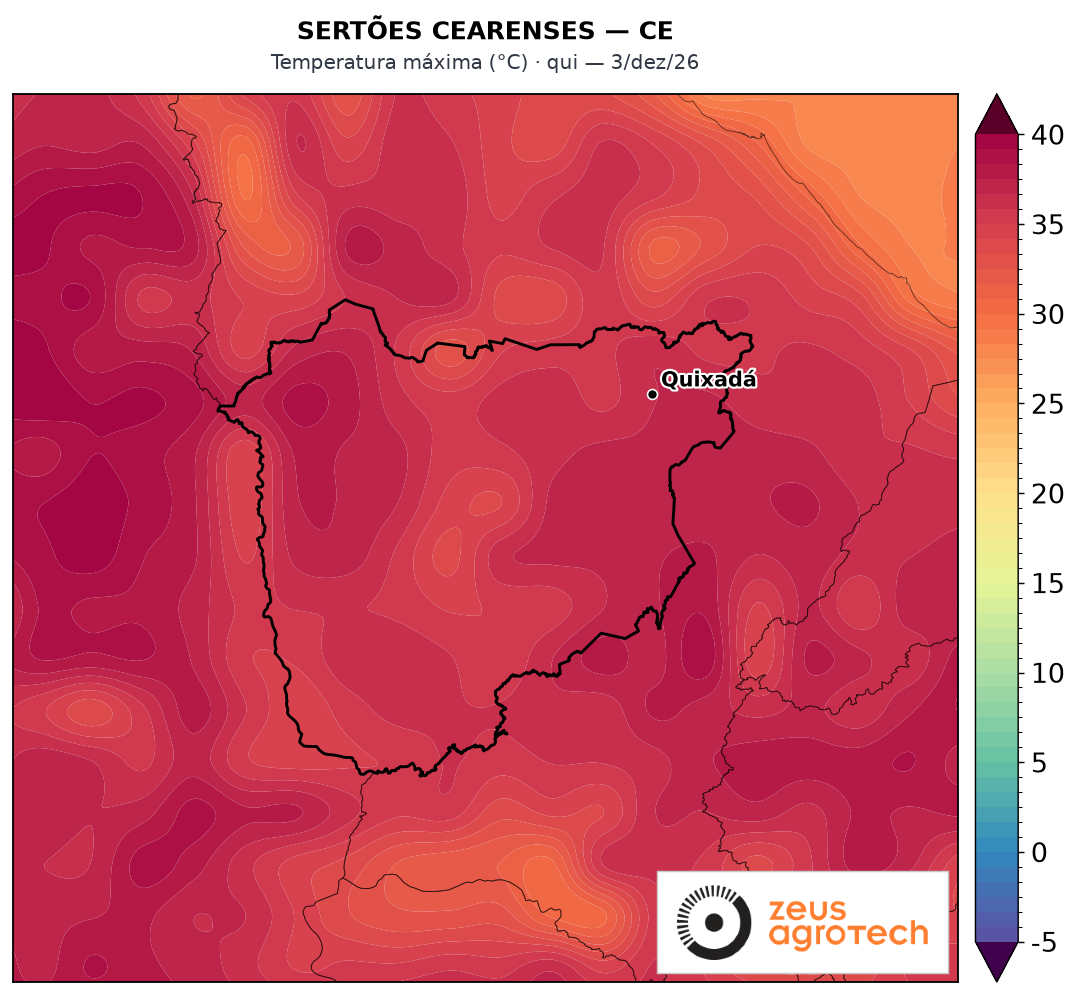 SERTÕES CEARENSES — CE
Temperatura máxima (°C) · qui — 3/dez/26
Quixadá
40
35
30
25
20
15
10
5
0
-5
zeus
agrotech